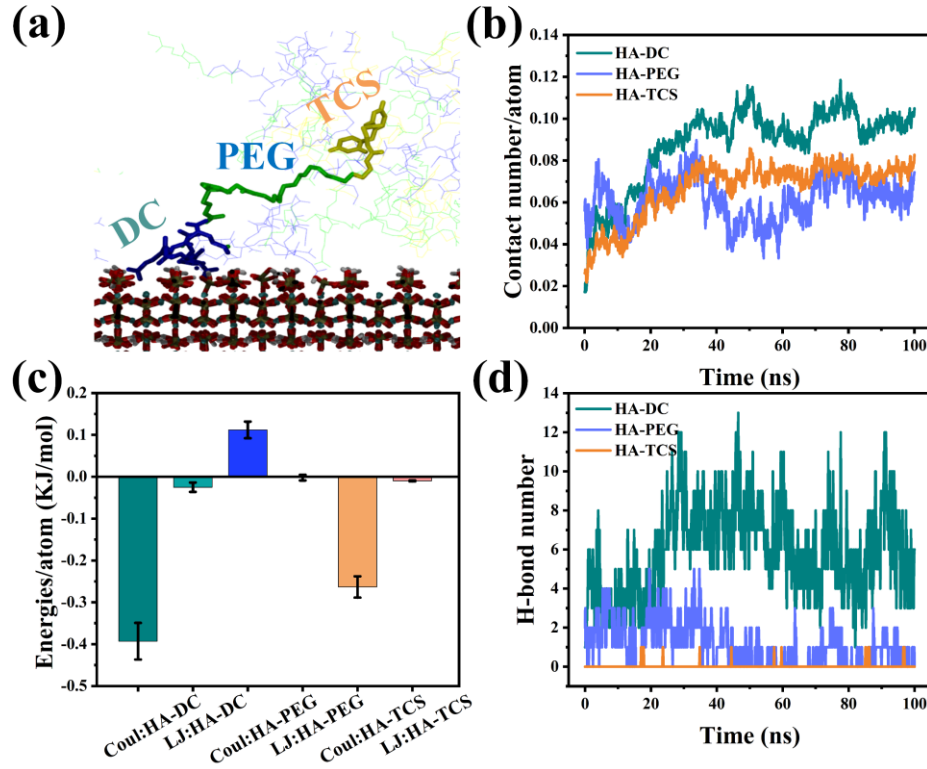 (a)
DC
PEG
TCS
(b)
Contact number/atom
0.14
0.12
0.10
0.08
0.06
0.04
0.02
0.00
HA-DC
HA-PEG
HA-TCS
0
20
40
60
80
100
Time (ns)
(c)
Energies/atom (KJ/mol)
0.2
0.1
0.0
-0.1
-0.2
-0.3
-0.4
-0.5
Coul:HA-DC
LJ:HA-DC
Coul:HA-PEG
LJ:HA-PEG
Coul:HA-TCS
LJ:HA-TCS
(d)
H-bond number
14
12
10
8
6
4
2
0
HA-DC
HA-PEG
HA-TCS
0
20
40
60
80
100
Time (ns)